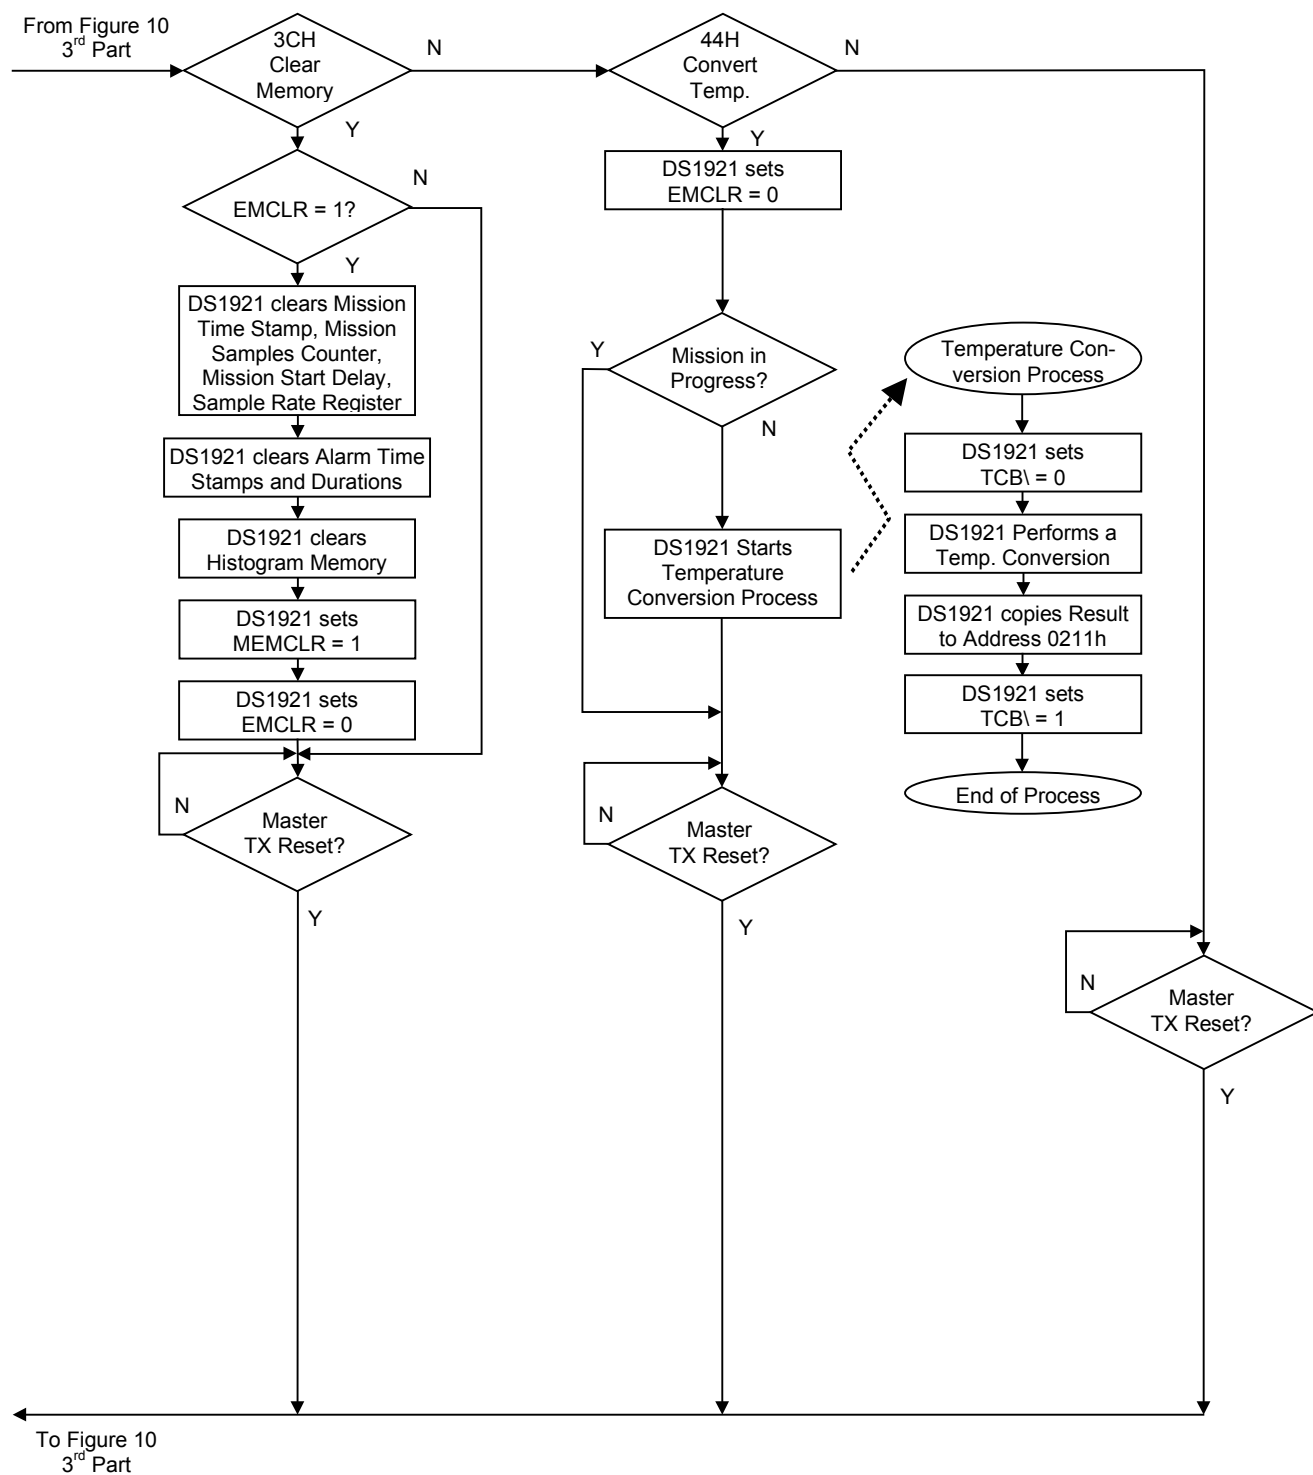 From Figure 10
3rd Part
3CH
Clear
Memory
N
Y
44H
Convert
Temp.
N
Y
EMCLR = 1?
N
Y
DS1921 clears Mission
Time Stamp, Mission
Samples Counter,
Mission Start Delay,
Sample Rate Register
DS1921 clears Alarm Time
Stamps and Durations
DS1921 clears
Histogram Memory
DS1921 sets
MEMCLR = 1
DS1921 sets
EMCLR = 0
N
Master
TX Reset?
Y
DS1921 sets
EMCLR = 0
Y
Mission in
Progress?
N
DS1921 Starts
Temperature
Conversion Process
N
Master
TX Reset?
Y
Temperature Con-
version Process
DS1921 sets
TCB\ = 0
DS1921 Performs a
Temp. Conversion
DS1921 copies Result
to Address 0211h
DS1921 sets
TCB\ = 1
End of Process
N
Master
TX Reset?
Y
To Figure 10
3rd Part